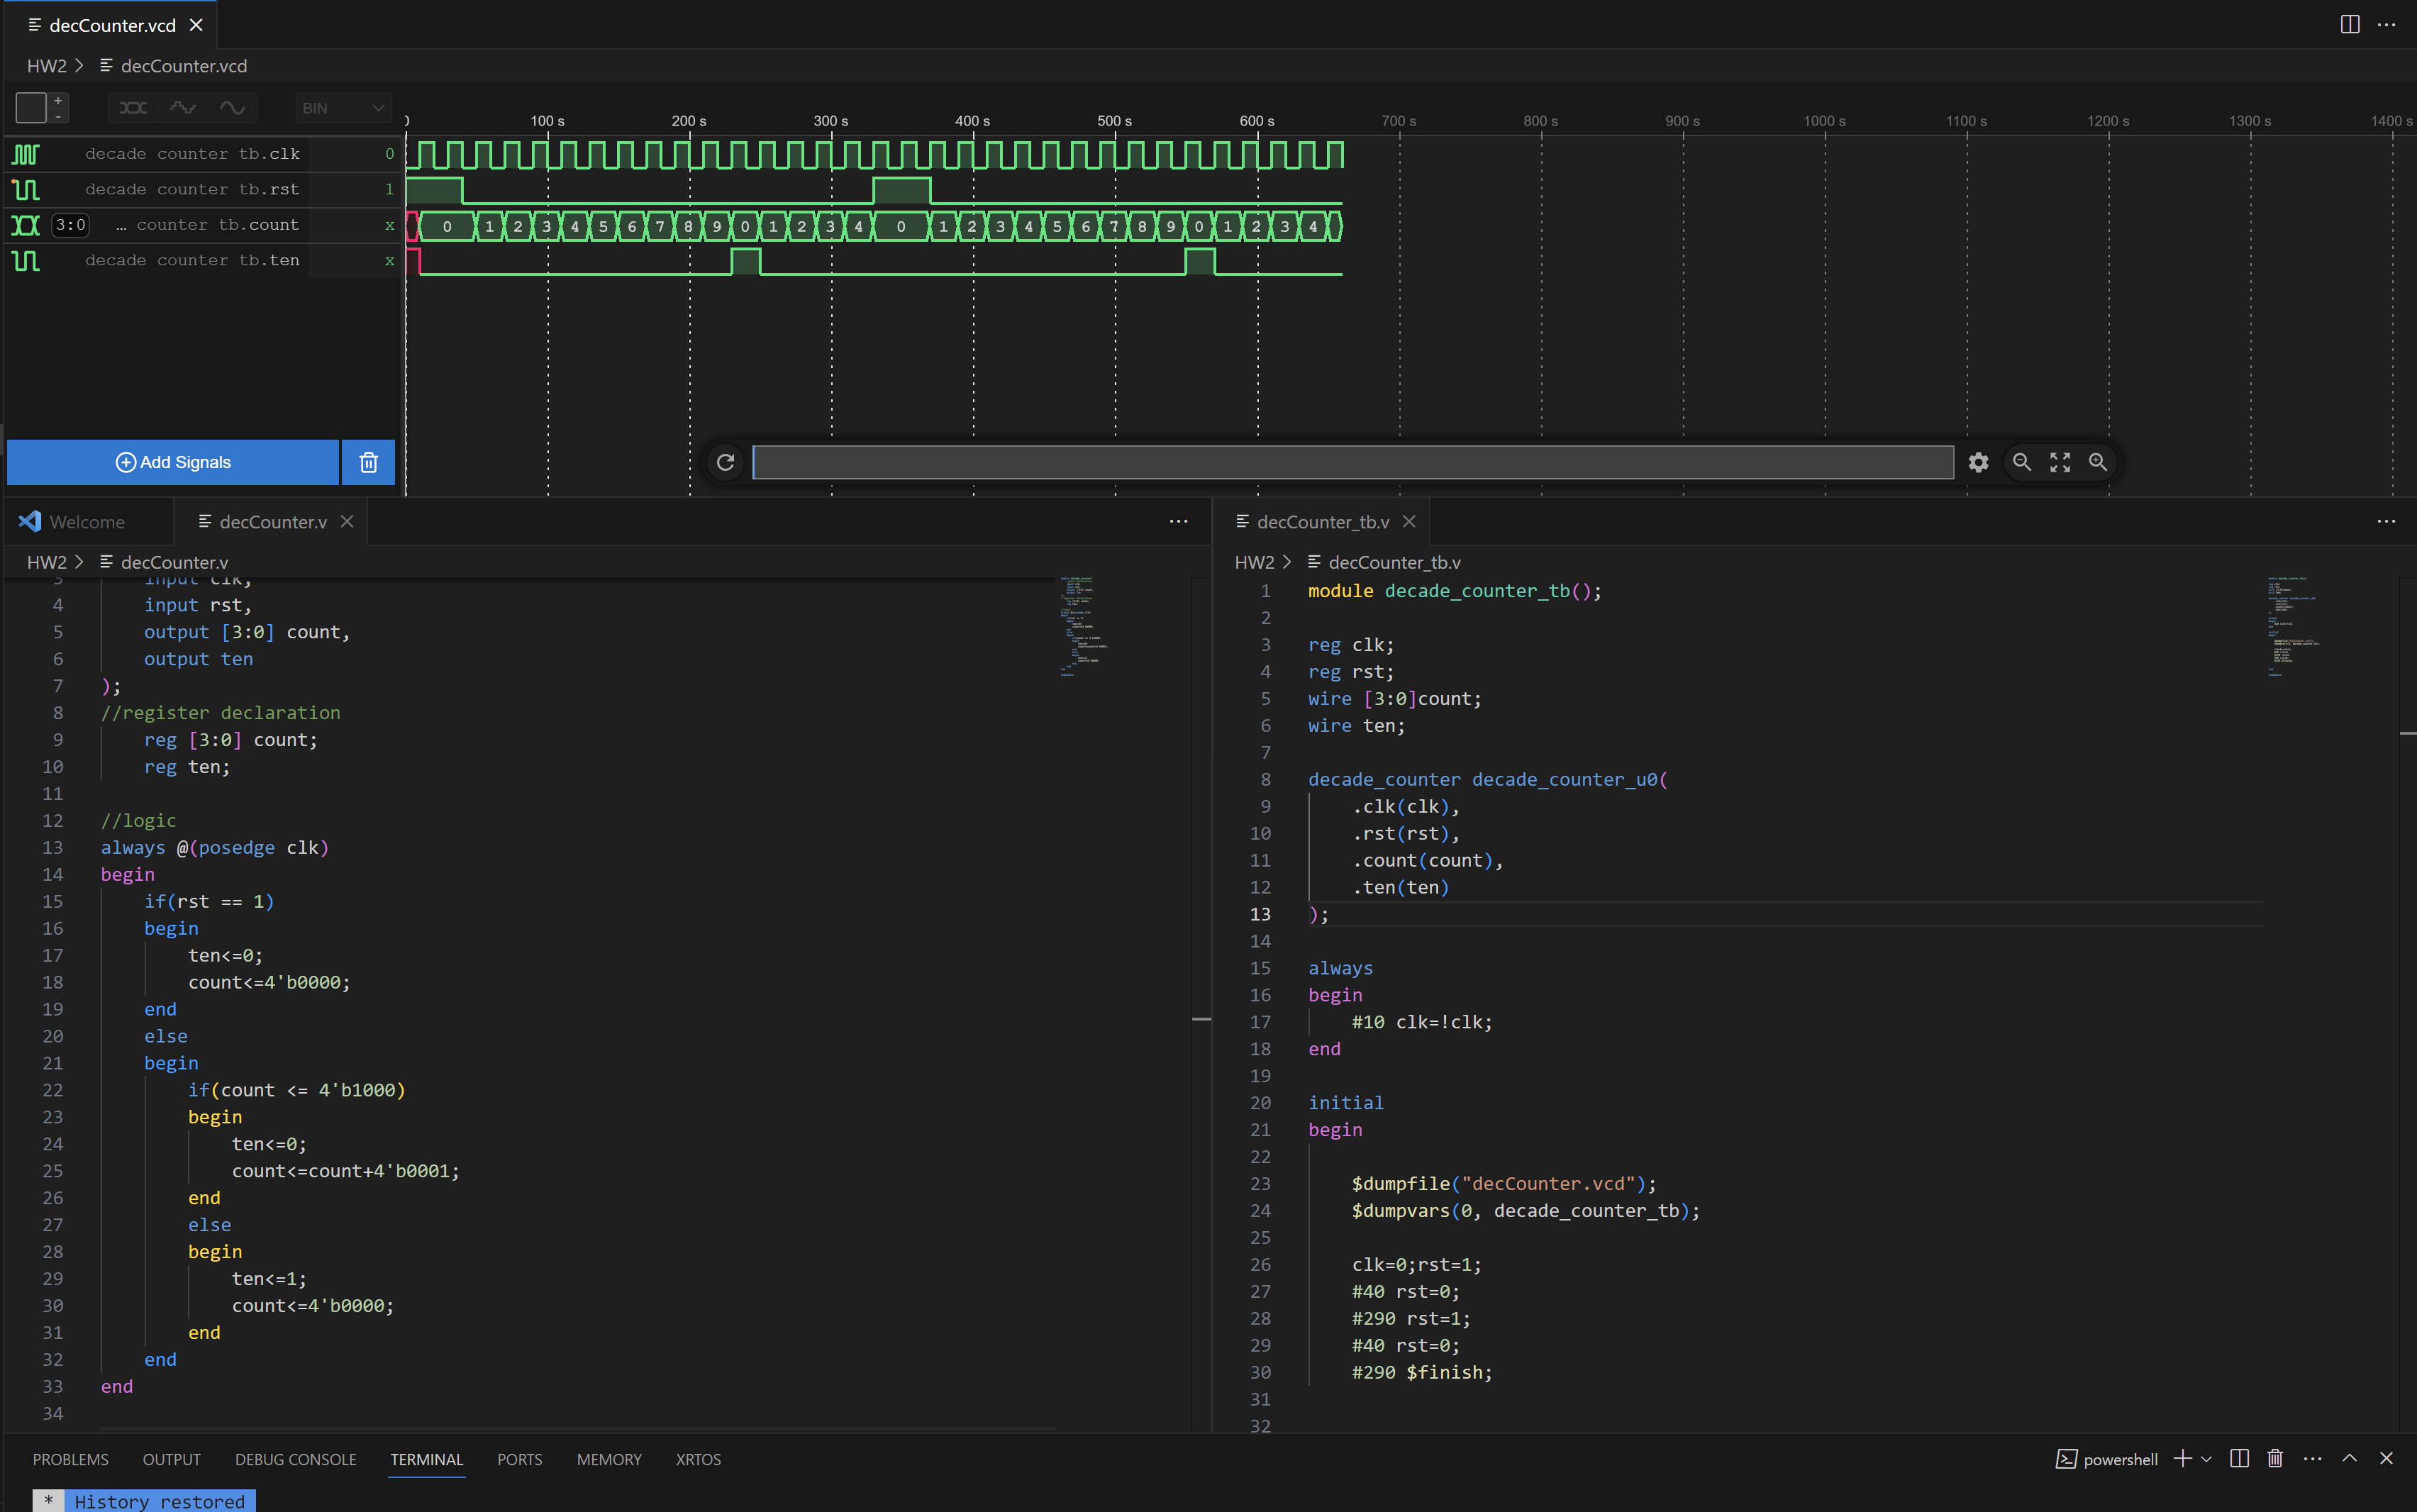 decCounter.vcd
HW2 > decCounter.vcd
+
-
BIN
0 100 s 200 s 300 s 400 s 500 s 600 s 700 s 800 s 900 s 1000 s 1100 s 1200 s 1300 s 1400 s
decade counter tb.clk 0
decade counter tb.rst 1
3:0 … counter tb.count x 0 1 2 3 4 5 6 7 8 9 0 1 2 3 4 0 1 2 3 4 5 6 7 8 9 0 1 2 3 4
decade counter tb.ten x
Add Signals
Welcome decCounter.v
HW2 > decCounter.v
3 input clk,
4 input rst,
5 output [3:0] count,
6 output ten
7 );
8 //register declaration
9 reg [3:0] count;
10 reg ten;
11
12 //logic
13 always @(posedge clk)
14 begin
15 if(rst == 1)
16 begin
17 ten<=0;
18 count<=4'b0000;
19 end
20 else
21 begin
22 if(count <= 4'b1000)
23 begin
24 ten<=0;
25 count<=count+4'b0001;
26 end
27 else
28 begin
29 ten<=1;
30 count<=4'b0000;
31 end
32 end
33 end
34
decCounter_tb.v
HW2 > decCounter_tb.v
1 module decade_counter_tb();
2
3 reg clk;
4 reg rst;
5 wire [3:0]count;
6 wire ten;
7
8 decade_counter decade_counter_u0(
9 .clk(clk),
10 .rst(rst),
11 .count(count),
12 .ten(ten)
13 );
14
15 always
16 begin
17 #10 clk=!clk;
18 end
19
20 initial
21 begin
22
23 $dumpfile("decCounter.vcd");
24 $dumpvars(0, decade_counter_tb);
25
26 clk=0;rst=1;
27 #40 rst=0;
28 #290 rst=1;
29 #40 rst=0;
30 #290 $finish;
31
32
PROBLEMS OUTPUT DEBUG CONSOLE TERMINAL PORTS MEMORY XRTOS
powershell
* History restored